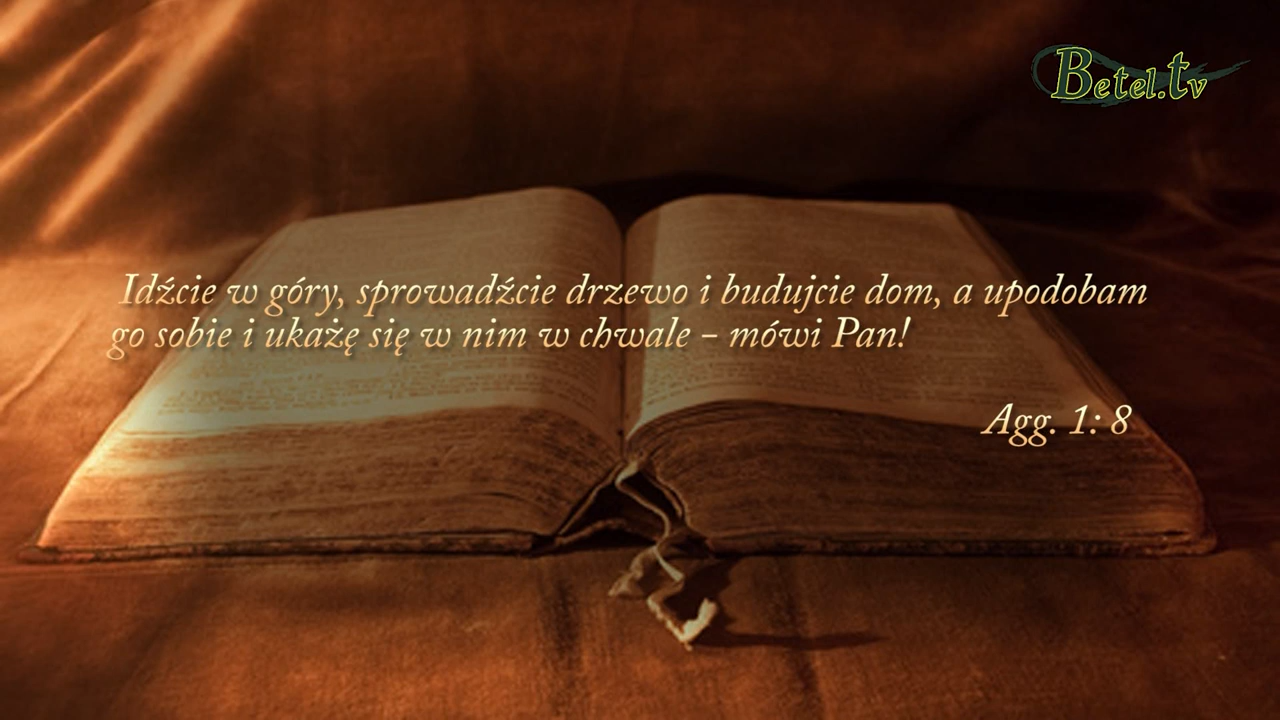 Betel.tv
Idźcie w góry, sprowadźcie drzewo i budujcie dom, a upodobam
go sobie i ukażę się w nim w chwale – mówi Pan!
Agg. 1: 8